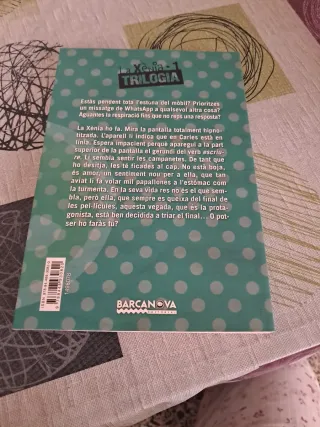 Xènia
TRILOGIA
Estàs pendent tota l'estona del mòbil? Prioritzes
un missatge de WhatsApp a qualsevol altra cosa?
Aguantes la respiració fins que no reps una resposta?
La Xènia ho fa. Mira la pantalla totalment hipno-
titzada. L'aparell li indica que en Carles està en
línia. Espera impacient perquè aparegui a la part
superior de la pantalla el gerundi del verb escriu-
re. Li sembla sentir les campanetes. De tant que
ho desitja, les té ficades al cap. No està boja,
és amor, un sentiment nou per a ella, que tan
aviat li fa volar mil papallones a l'estómac com
la turmenta. En la seva vida res no és el que sem-
bla, però ella, que sempre es queixa del final de
les pel·lícules, aquesta vegada, que és la prota-
gonista, està ben decidida a triar el final... O pot-
ser ho faràs tu?
BARCANOVA